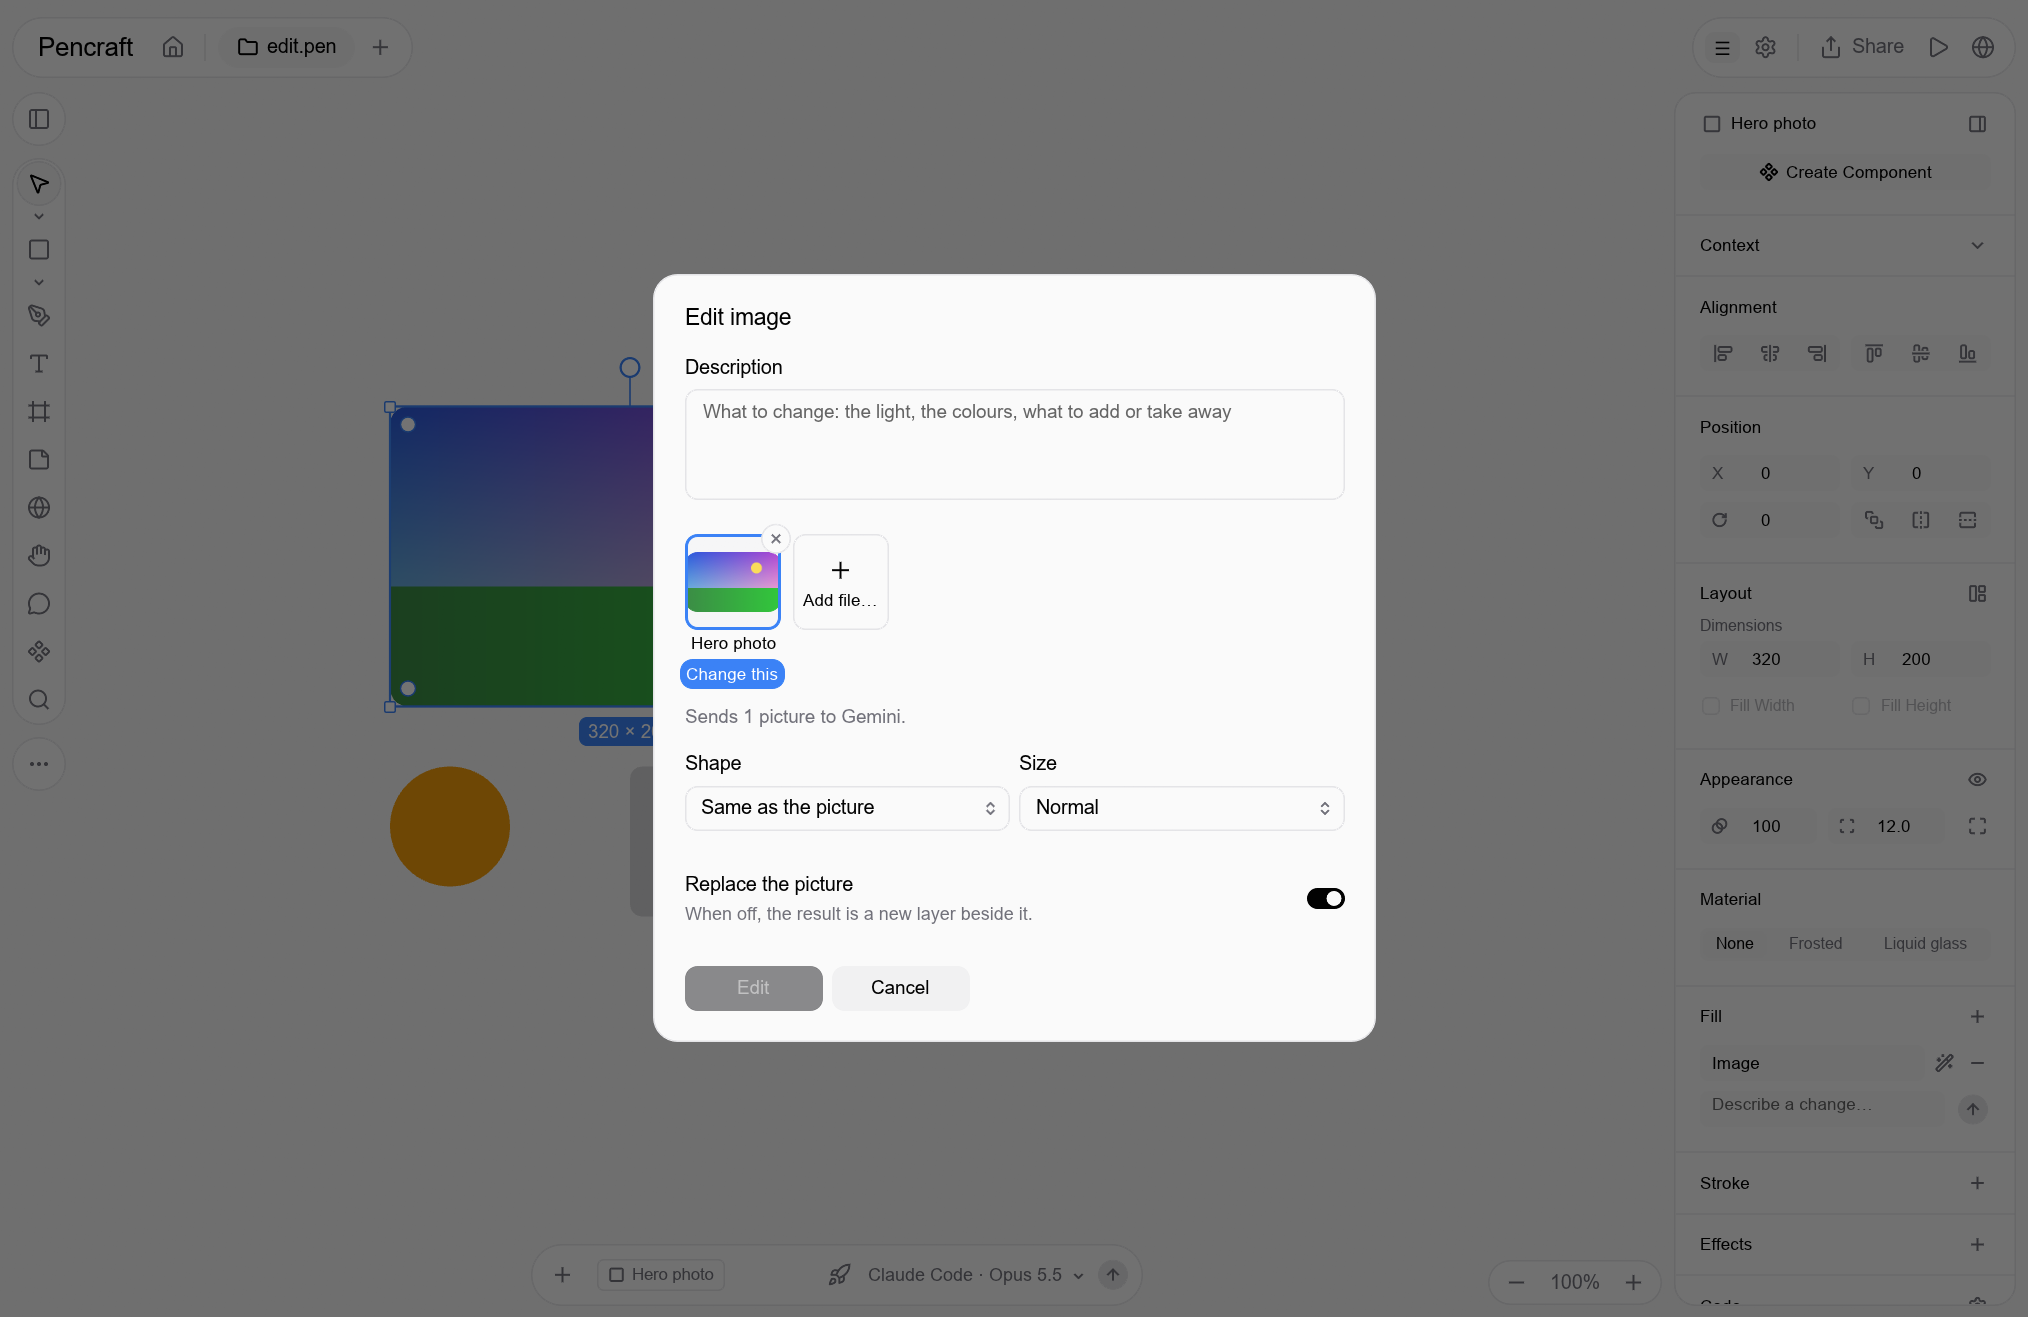 Pencraft
edit.pen
Share
Hero photo
Create Component
Context
Alignment
Position
X 0 Y 0
0
Layout
Dimensions
W 320 H 200
Fill Width Fill Height
Appearance
100 12.0
Material
None Frosted Liquid glass
Fill
Image
Describe a change…
Stroke
Effects
Edit image
Description
What to change: the light, the colours, what to add or take away
Add file…
Hero photo
Change this
Sends 1 picture to Gemini.
Shape Size
Same as the picture Normal
Replace the picture
When off, the result is a new layer beside it.
Edit Cancel
320 × 2
Hero photo
Claude Code · Opus 5.5
100%